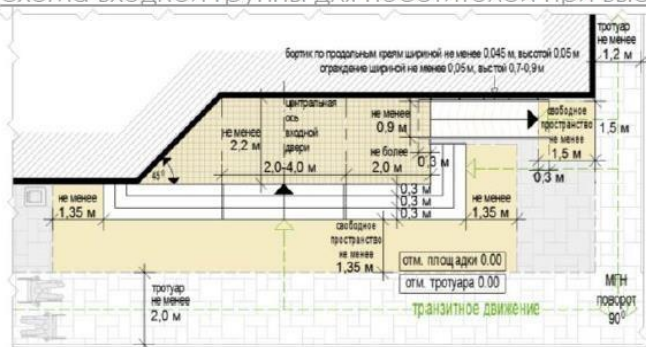 тротуар
не менее
1,2 м
бортик по продольным краям шириной не менее 0.045 м, высотой 0.05 м
ограждение шириной не менее 0,05 м, выстой 0,7-0,9 м
центральная
ось
входной
двери
не менее
2,2 м
не менее
0,9 м
свободное
пространство
не менее
1,5 м
1,5 м
не более
0,3 м
2,0-4,0 м
2,0 м
0,3 м
45°
не менее
1,35 м
0,3 м
0,3 м
0,3 м
не менее
1,35 м
свободное
пространство
не менее
1,35 м
отм. площадки 0.00
отм. тротуара 0.00
тротуар
не менее
2,0 м
транзитное движение
МГН
поворот
90⁰